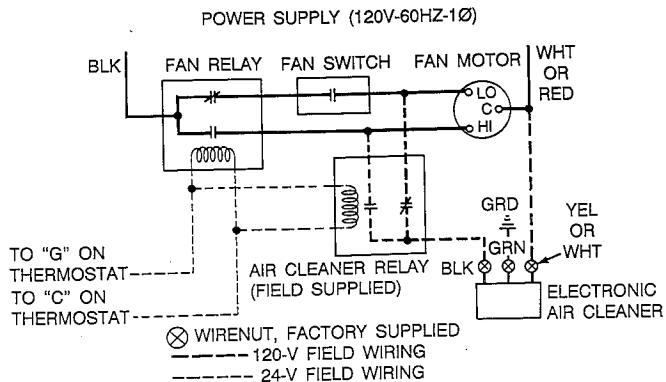 POWER SUPPLY (120V-60HZ-1Ø)
BLK
FAN RELAY
FAN SWITCH
FAN MOTOR
WHT
OR
RED
LO
C
HI
GRD
GRN
YEL
OR
WHT
TO "G" ON
THERMOSTAT
TO "C" ON
THERMOSTAT
AIR CLEANER RELAY
(FIELD SUPPLIED)
BLK
ELECTRONIC
AIR CLEANER
WIRENUT, FACTORY SUPPLIED
120-V FIELD WIRING
24-V FIELD WIRING